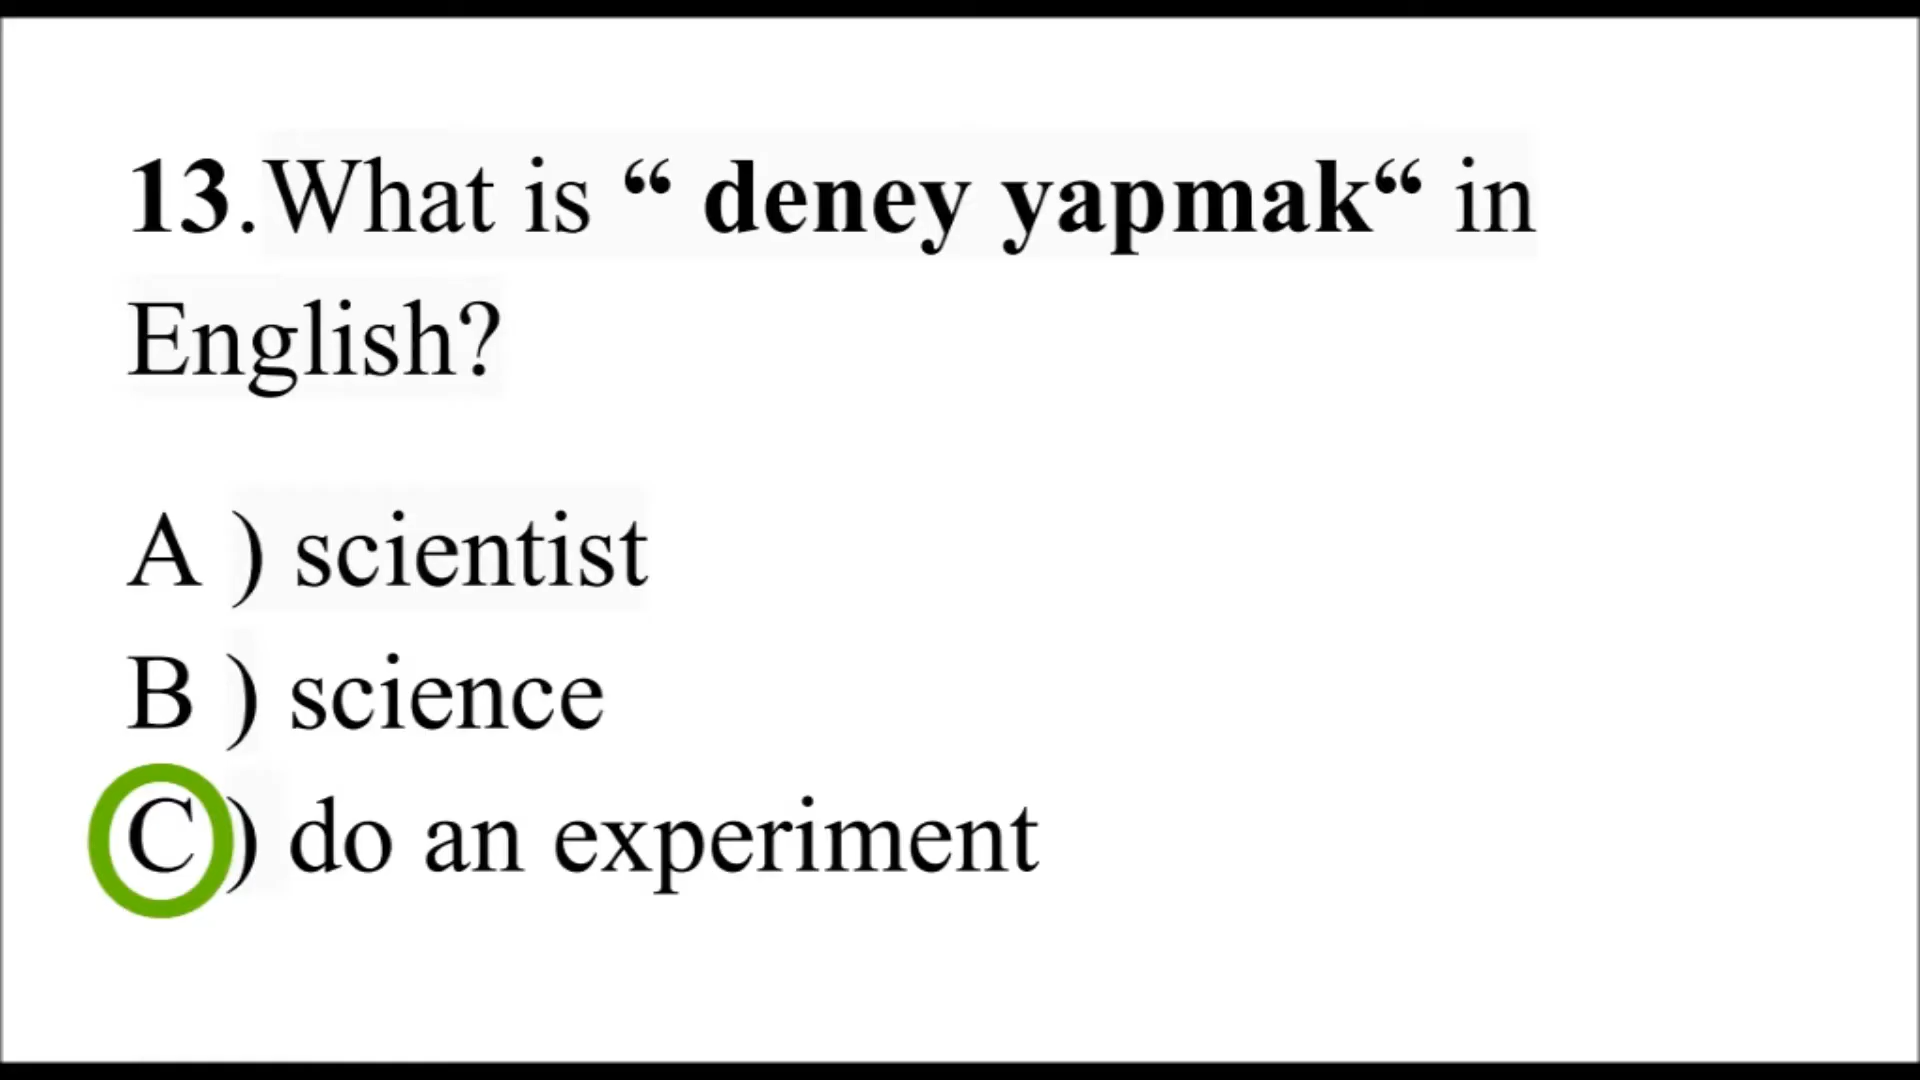 13.What is “ deney yapmak“ in
English?
A ) scientist
B ) science
C ) do an experiment